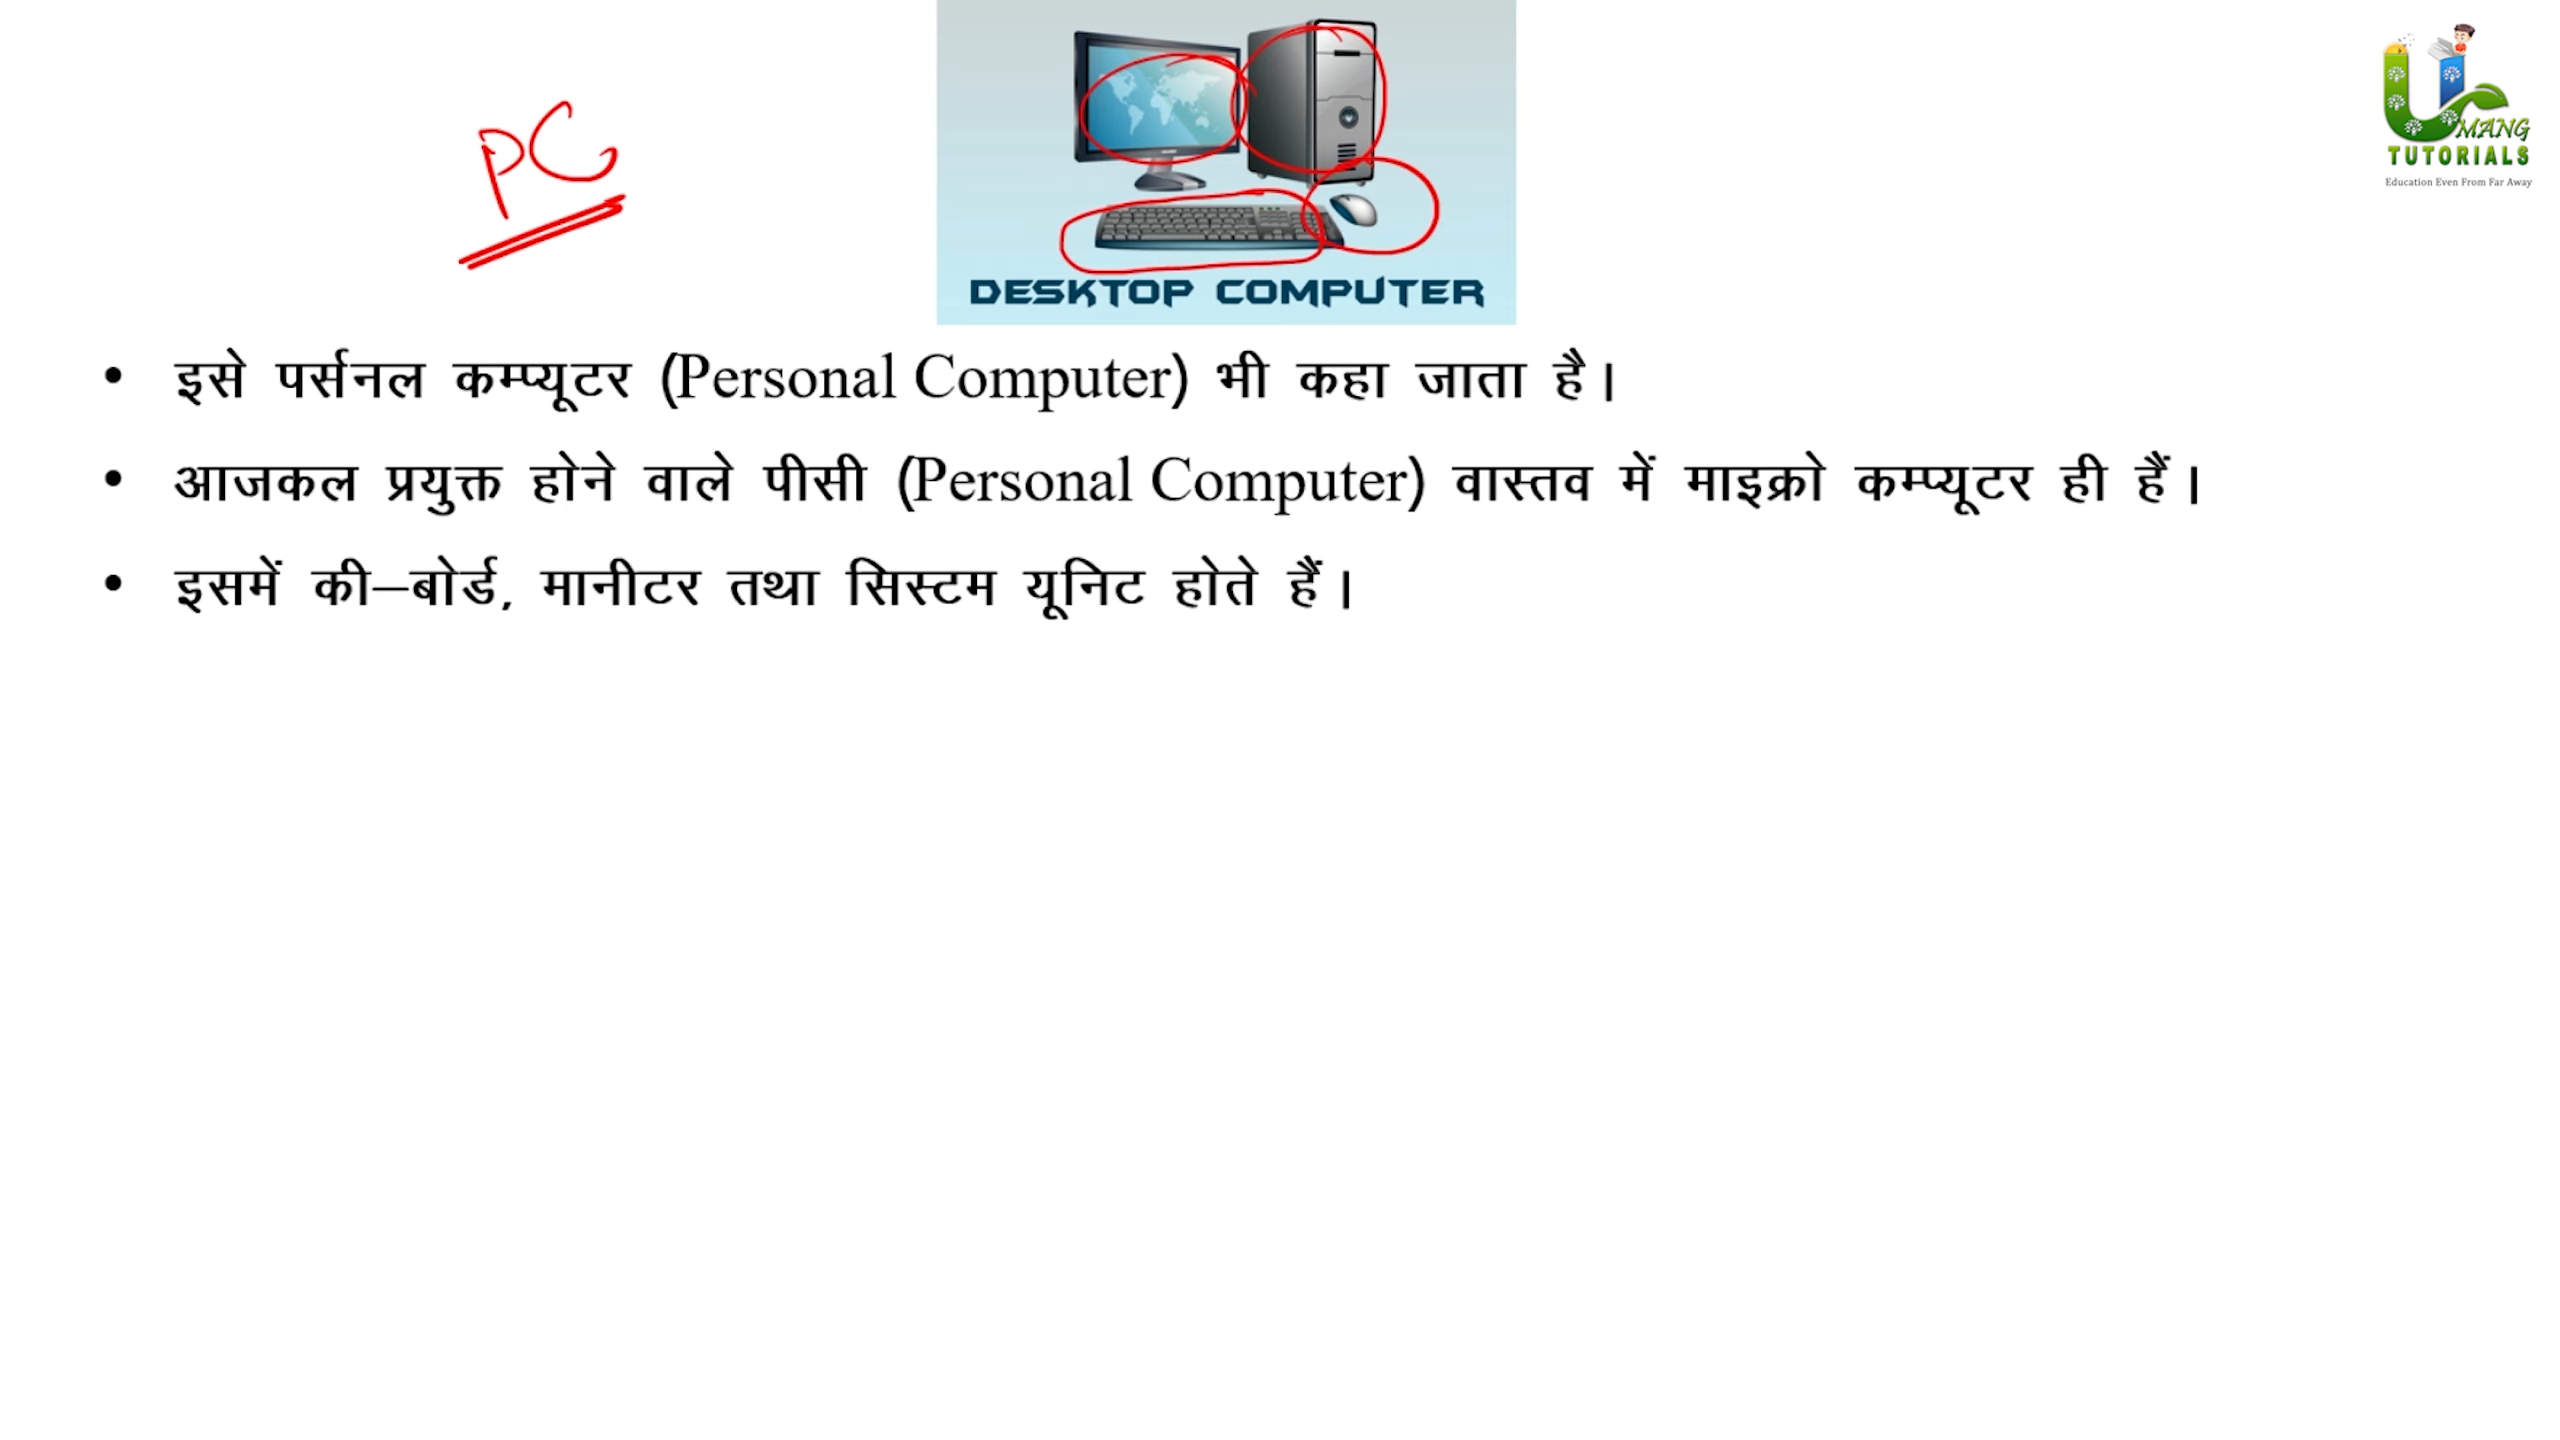 PC
DESKTOP COMPUTER
UMANG
TUTORIALS
Education Even From Far Away
• इसे पर्सनल कम्प्यूटर (Personal Computer) भी कहा जाता है।
• आजकल प्रयुक्त होने वाले पीसी (Personal Computer) वास्तव में माइक्रो कम्प्यूटर ही हैं।
• इसमें की–बोर्ड, मानीटर तथा सिस्टम यूनिट होते हैं।